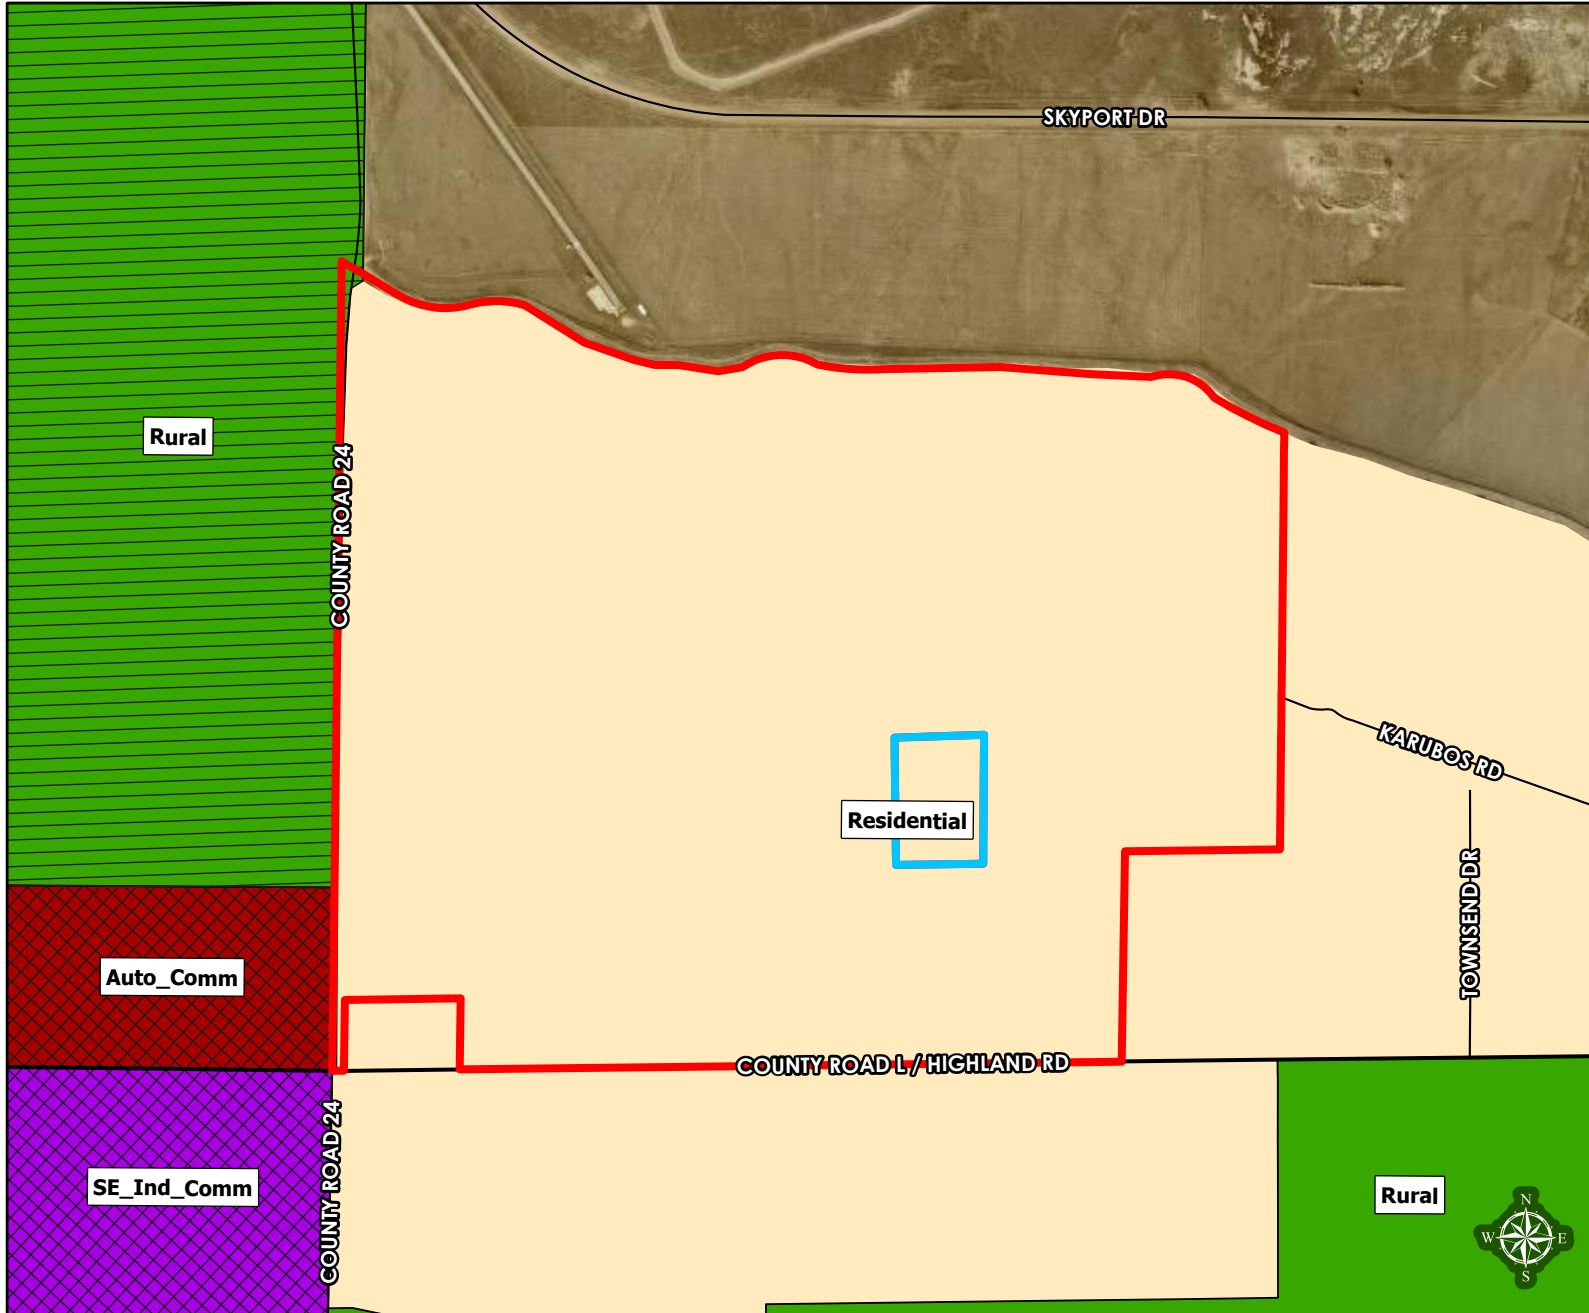 SKYPORT DR
Rural
COUNTY ROAD 24
KARUBOS RD
Residential
TOWNSEND DR
Auto_Comm
COUNTY ROAD L / HIGHLAND RD
COUNTY ROAD 24
SE_Ind_Comm
Rural
N
W E
S